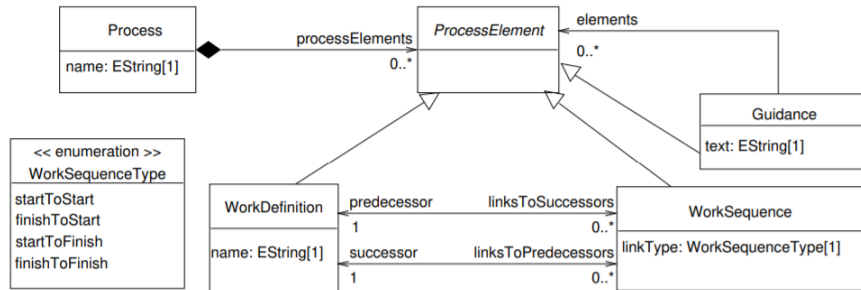 Process
name: EString[1]
processElements
0..*
ProcessElement
elements
0..*
Guidance
text: EString[1]
<< enumeration >>
WorkSequenceType
startToStart
finishToStart
startToFinish
finishToFinish
WorkDefinition
name: EString[1]
predecessor
1
linksToSuccessors
0..*
successor
1
linksToPredecessors
0..*
WorkSequence
linkType: WorkSequenceType[1]